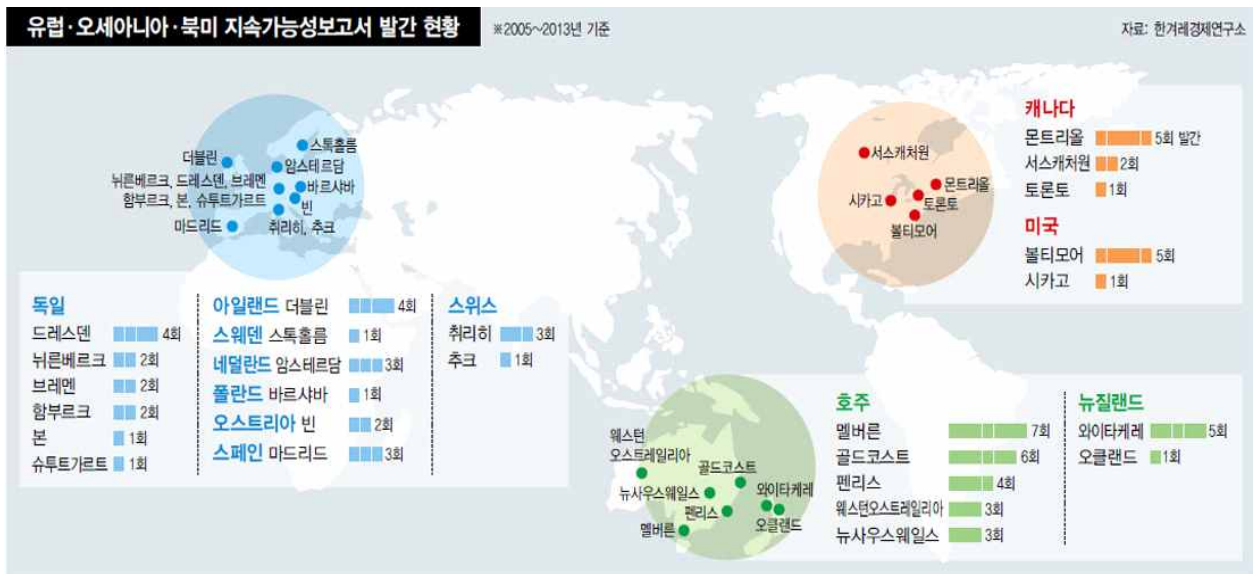 유럽·오세아니아·북미 지속가능성보고서 발간 현황
※2005~2013년 기준
자료: 한겨레경제연구소
더블린
스톡홀름
암스테르담
뉘른베르크, 드레스덴, 브레멘
함부르크, 본, 슈투트가르트
바르샤바
빈
마드리드
취리히, 추크
서스캐처원
몬트리올
시카고
토론토
볼티모어
캐나다
몬트리올 5회 발간
서스캐처원 2회
토론토 1회
미국
볼티모어 5회
시카고 1회
독일
드레스덴 4회
뉘른베르크 2회
브레멘 2회
함부르크 2회
본 1회
슈투트가르트 1회
아일랜드 더블린 4회
스웨덴 스톡홀름 1회
네덜란드 암스테르담 3회
폴란드 바르샤바 1회
오스트리아 빈 2회
스페인 마드리드 3회
스위스
취리히 3회
추크 1회
웨스턴
오스트레일리아
골드코스트
뉴사우스웨일스
와이타케레
펜리스
오클랜드
멜버른
호주
멜버른 7회
골드코스트 6회
펜리스 4회
웨스턴오스트레일리아 3회
뉴사우스웨일스 3회
뉴질랜드
와이타케레 5회
오클랜드 1회